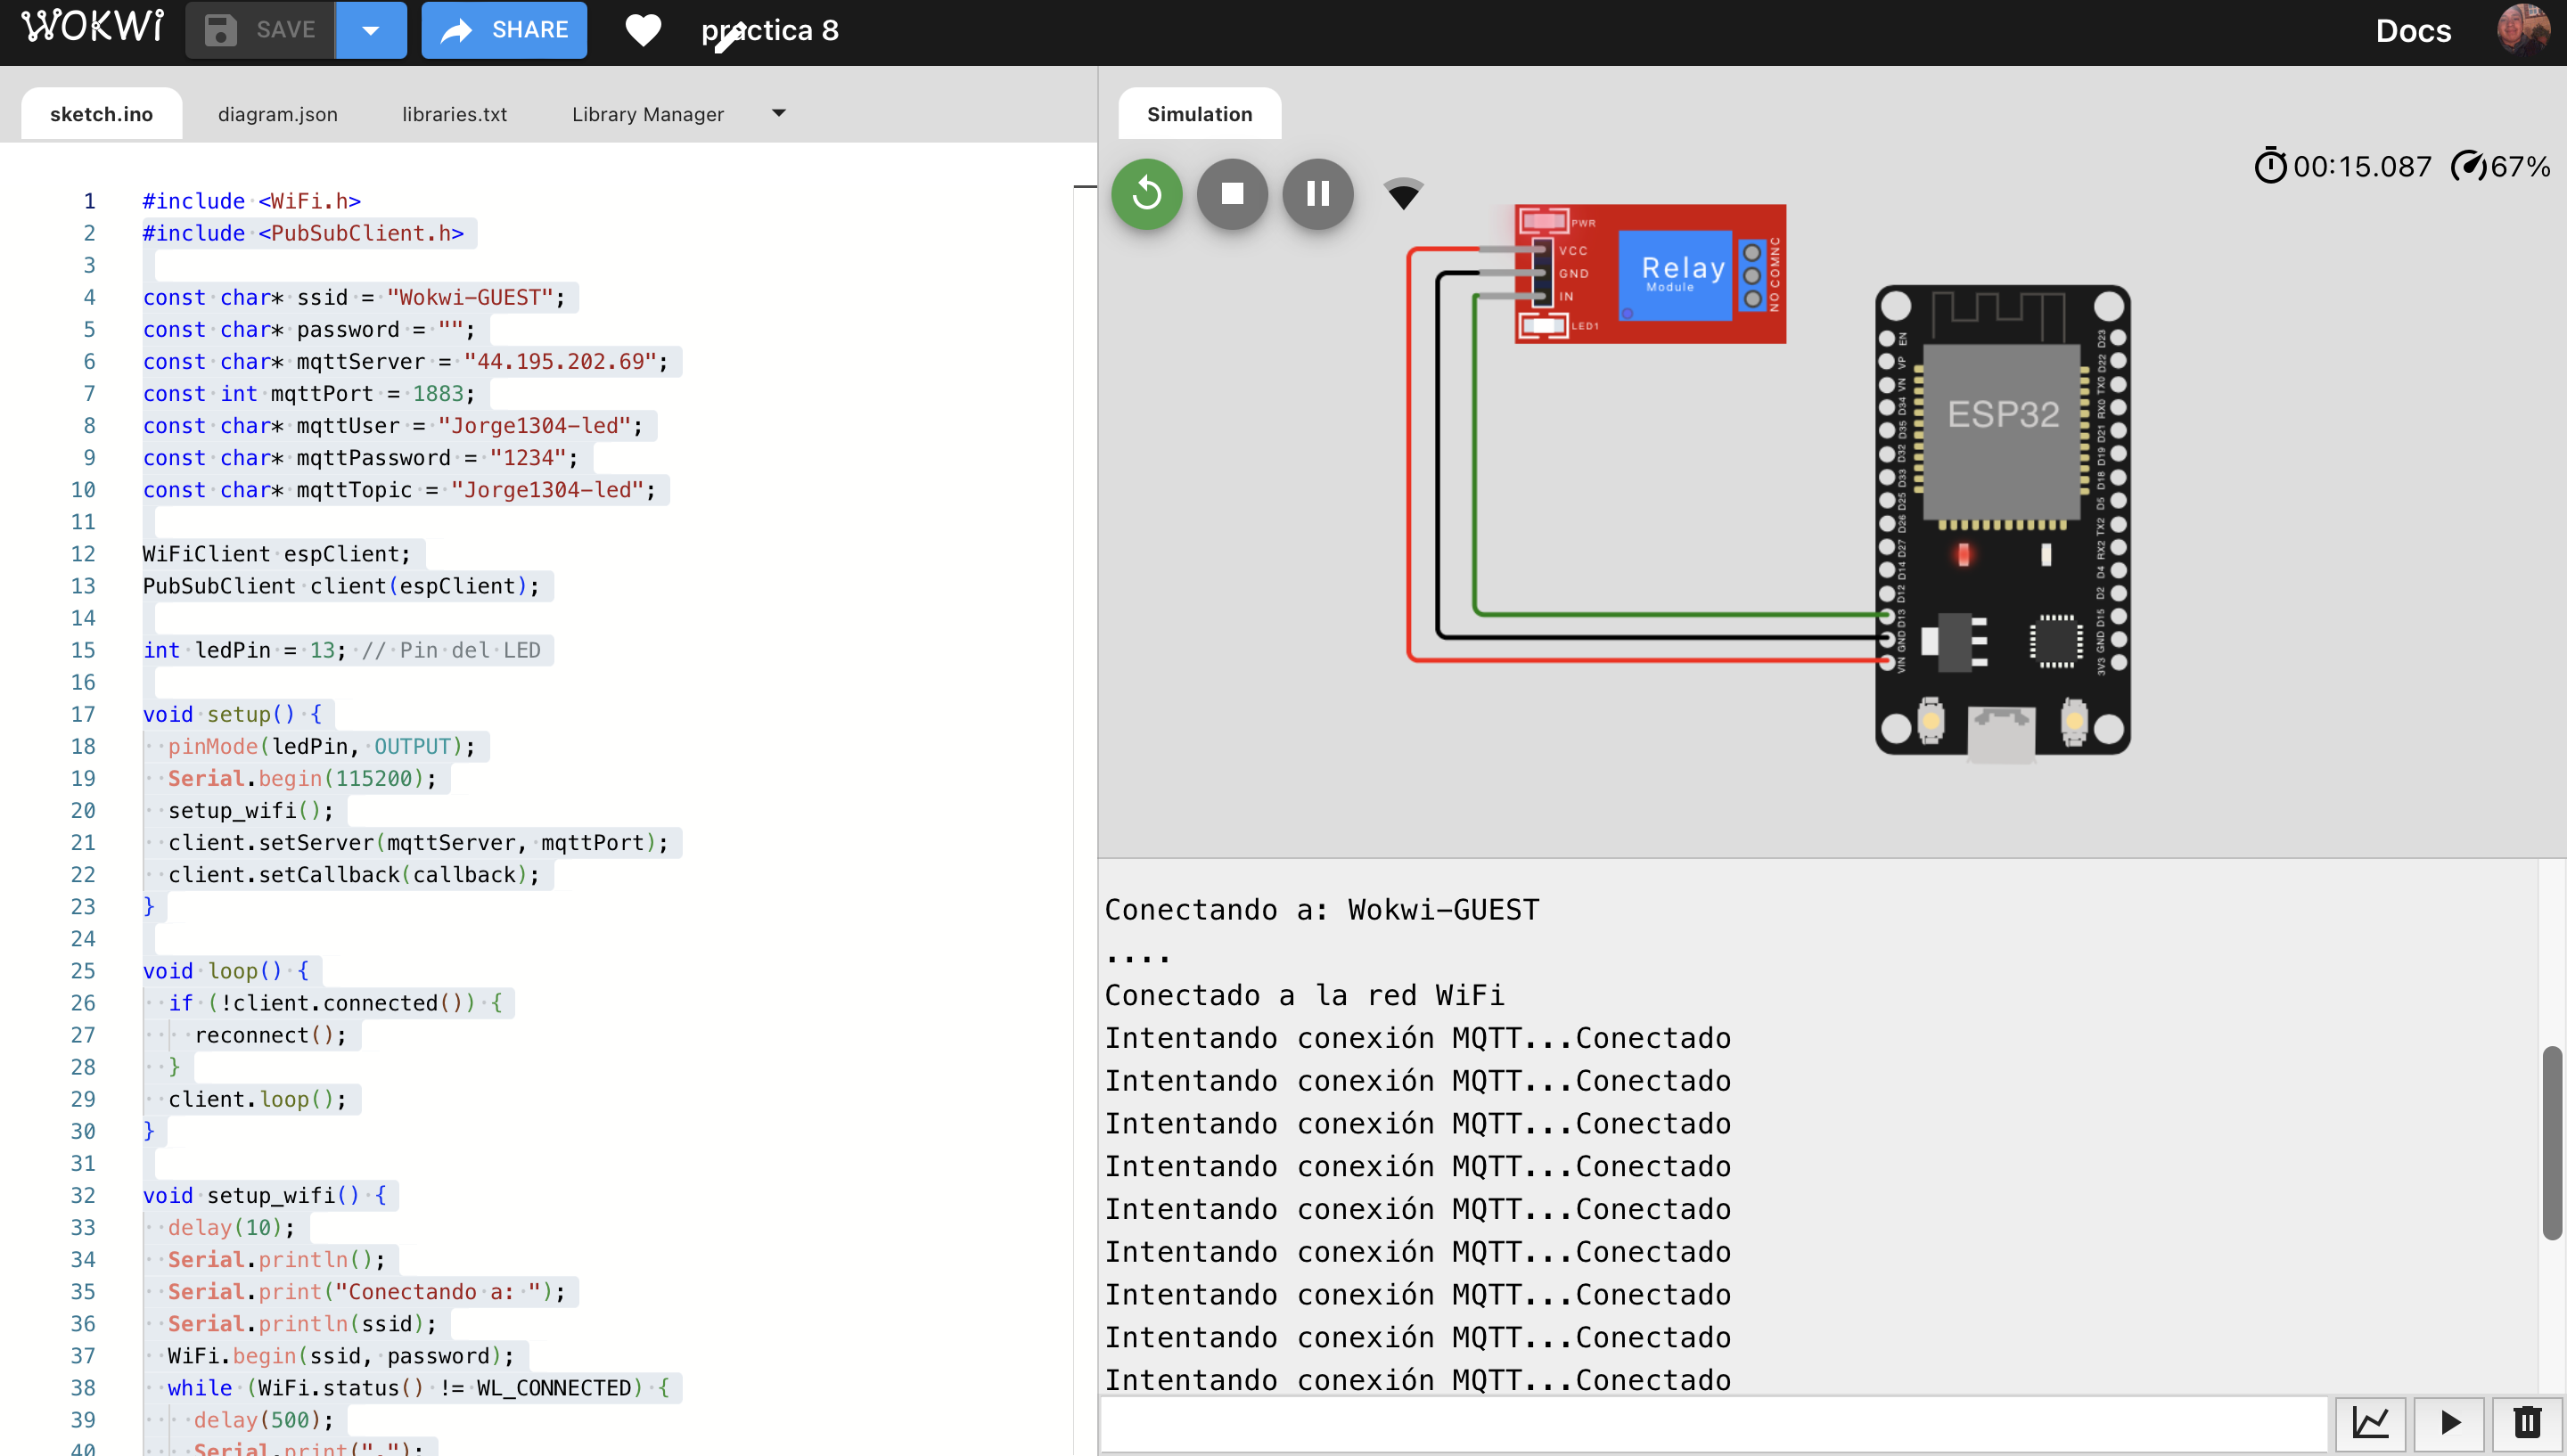 WOKWi SAVE SHARE practica 8 Docs
sketch.ino diagram.json libraries.txt Library Manager
1 #include <WiFi.h>
2 #include <PubSubClient.h>
3
4 const char* ssid = "Wokwi-GUEST";
5 const char* password = "";
6 const char* mqttServer = "44.195.202.69";
7 const int mqttPort = 1883;
8 const char* mqttUser = "Jorge1304-led";
9 const char* mqttPassword = "1234";
10 const char* mqttTopic = "Jorge1304-led";
11
12 WiFiClient espClient;
13 PubSubClient client(espClient);
14
15 int ledPin = 13; // Pin del LED
16
17 void setup() {
18 pinMode(ledPin, OUTPUT);
19 Serial.begin(115200);
20 setup_wifi();
21 client.setServer(mqttServer, mqttPort);
22 client.setCallback(callback);
23 }
24
25 void loop() {
26 if (!client.connected()) {
27 reconnect();
28 }
29 client.loop();
30 }
31
32 void setup_wifi() {
33 delay(10);
34 Serial.println();
35 Serial.print("Conectando a: ");
36 Serial.println(ssid);
37 WiFi.begin(ssid, password);
38 while (WiFi.status() != WL_CONNECTED) {
39 delay(500);
40 Serial.print(".");
Simulation
00:15.087 67%
PWR
VCC
GND
IN
LED1
Relay
Module
NO COM NC
ESP32
EN
VP
VN
D34
D35
D32
D33
D25
D26
D27
D14
D12
D13
GND
VIN
D23
D22
TX0
RX0
D21
D19
D18
D5
TX2
RX2
D4
D2
D15
GND
3V3
Conectando a: Wokwi-GUEST
....
Conectado a la red WiFi
Intentando conexión MQTT...Conectado
Intentando conexión MQTT...Conectado
Intentando conexión MQTT...Conectado
Intentando conexión MQTT...Conectado
Intentando conexión MQTT...Conectado
Intentando conexión MQTT...Conectado
Intentando conexión MQTT...Conectado
Intentando conexión MQTT...Conectado
Intentando conexión MQTT...Conectado